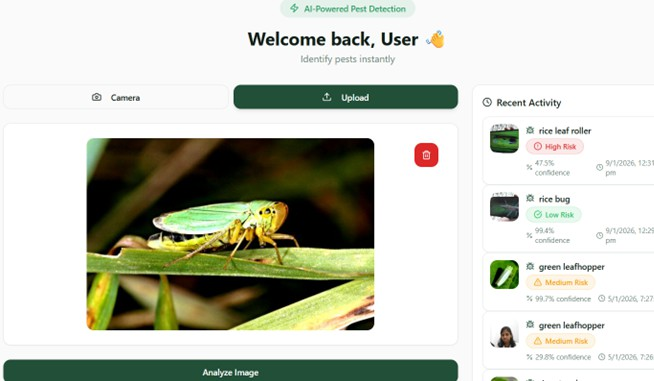 AI-Powered Pest Detection
Welcome back, User 👋
Identify pests instantly
Camera
Upload
Analyze Image
Recent Activity
rice leaf roller
High Risk
47.5% confidence
9/1/2026, 12:31 pm
rice bug
Low Risk
99.4% confidence
9/1/2026, 12:29 pm
green leafhopper
Medium Risk
99.7% confidence
5/1/2026, 7:27
green leafhopper
Medium Risk
29.8% confidence
5/1/2026, 7:26